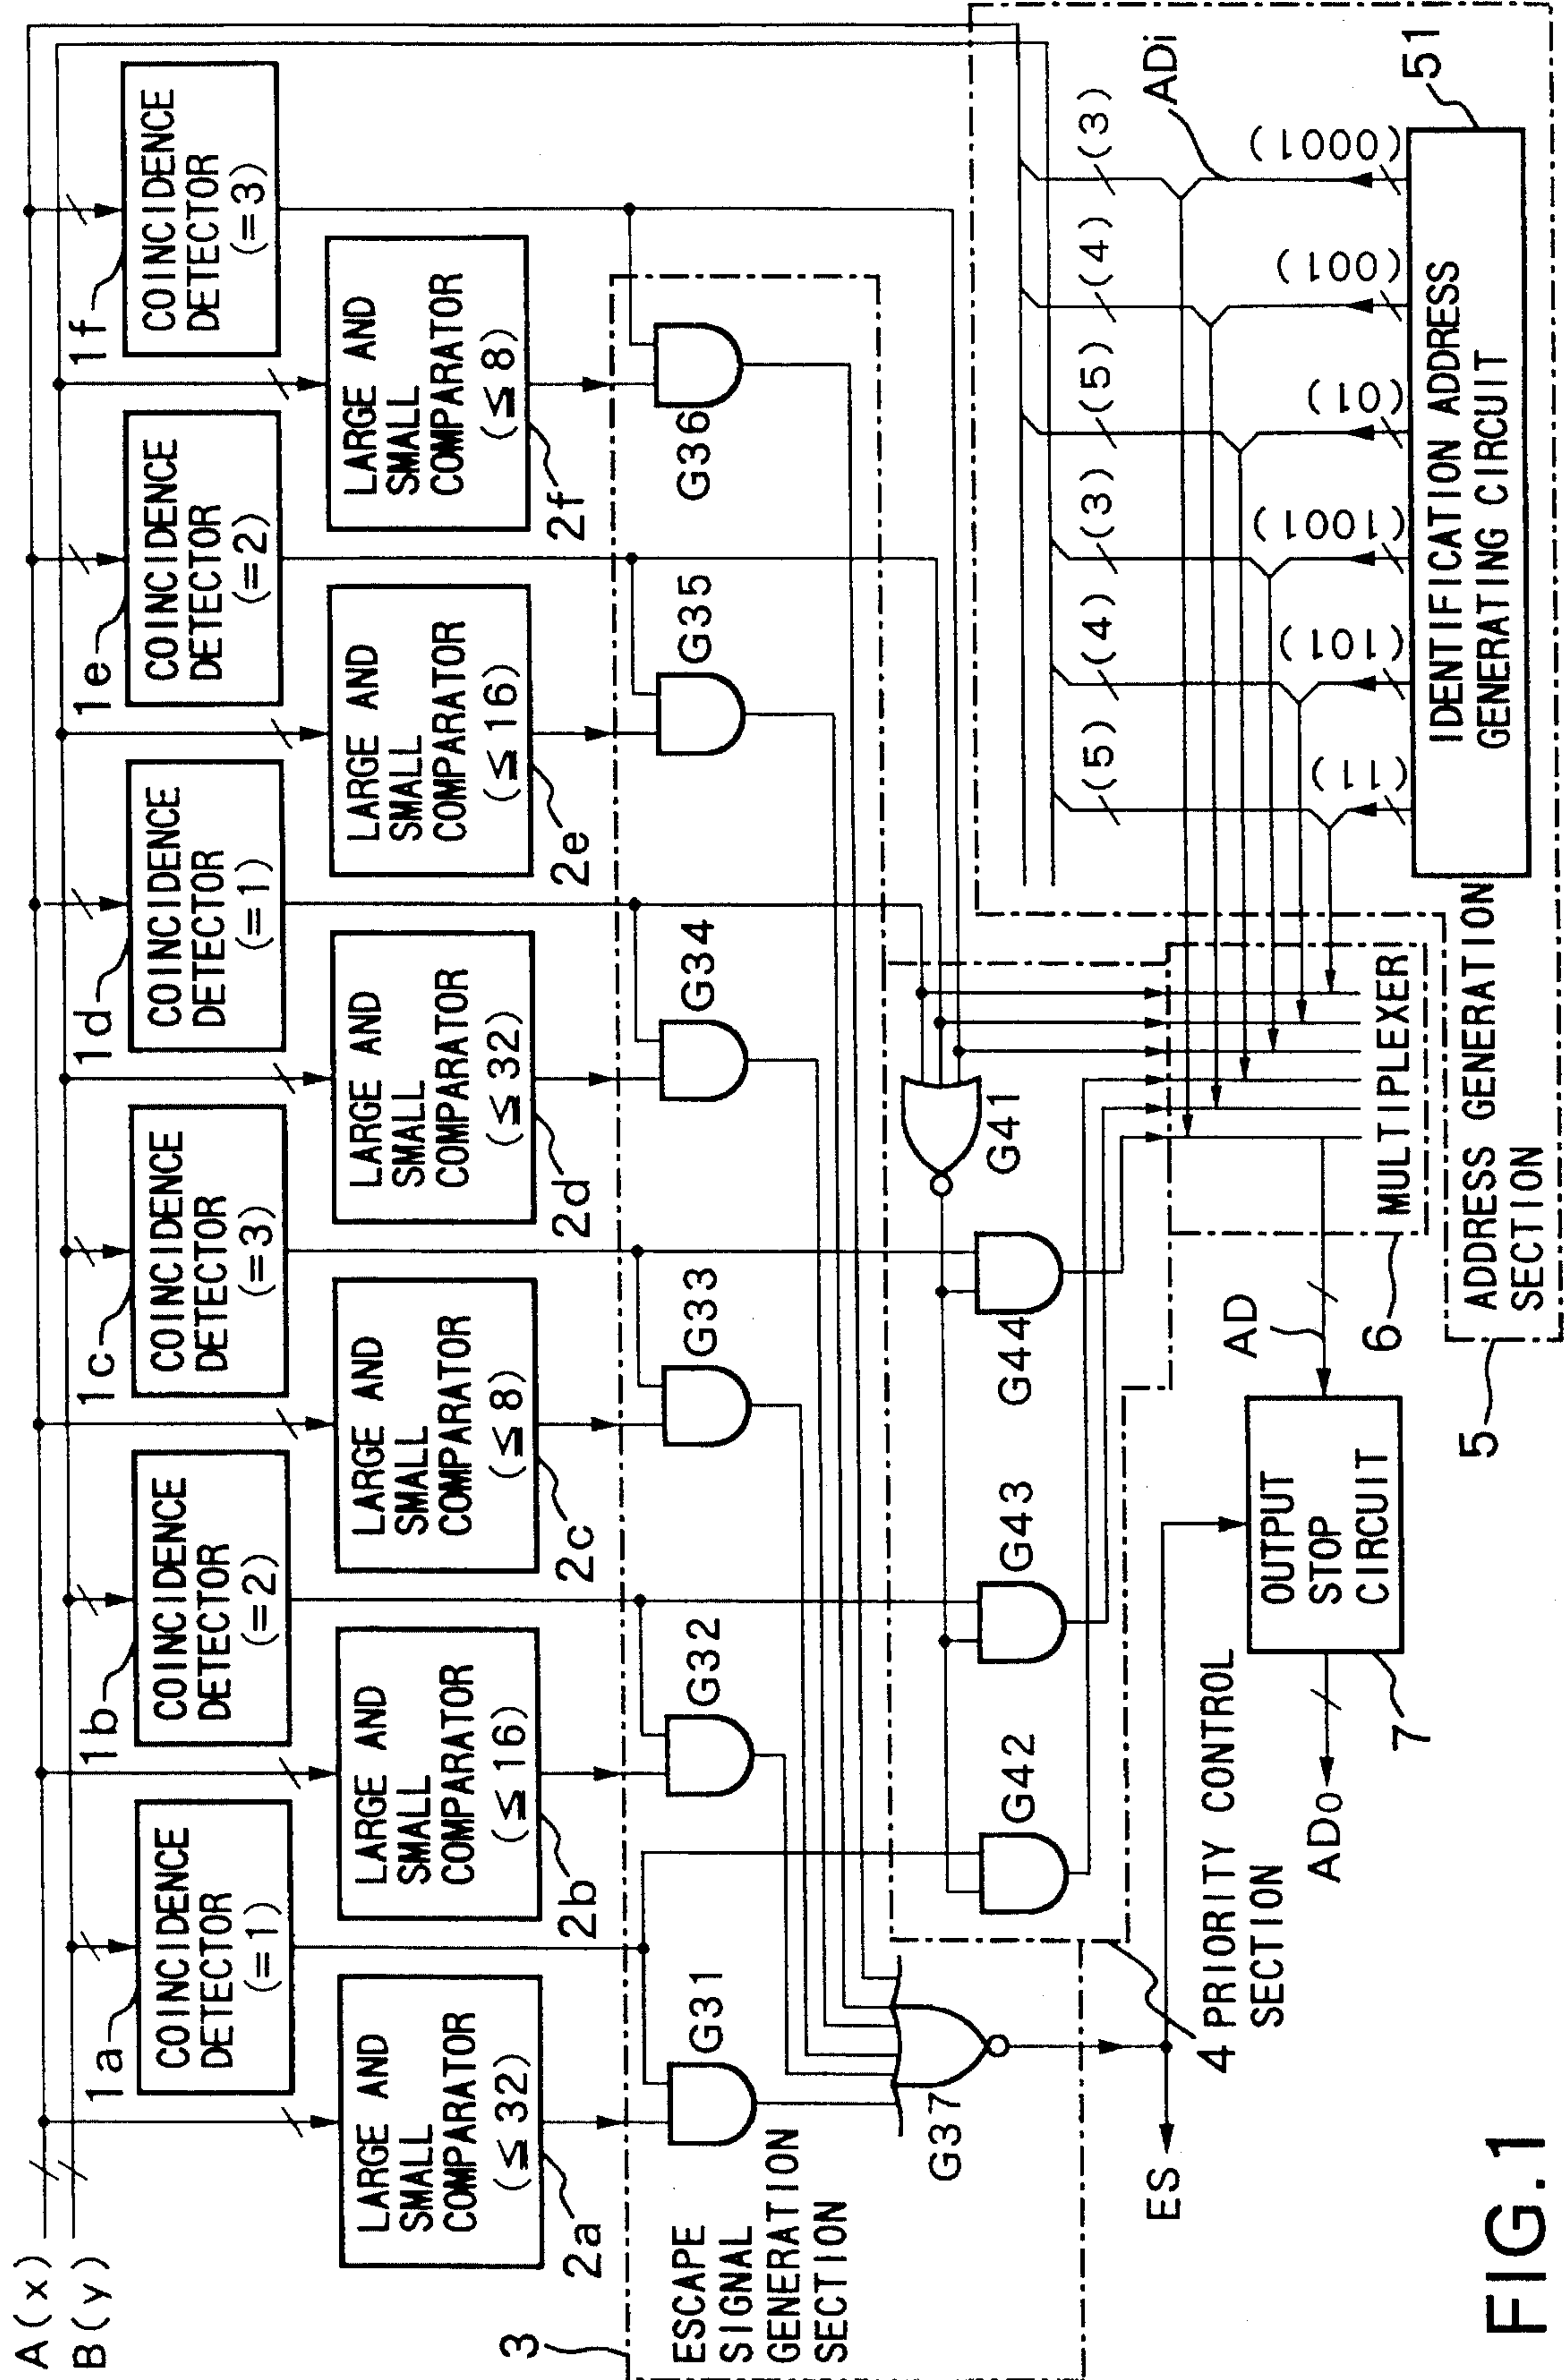 A(x)
B(y)
1a
COINCIDENCE
DETECTOR
(=1)
1b
COINCIDENCE
DETECTOR
(=2)
1c
COINCIDENCE
DETECTOR
(=3)
1d
COINCIDENCE
DETECTOR
(=1)
1e
COINCIDENCE
DETECTOR
(=2)
1f
COINCIDENCE
DETECTOR
(=3)
LARGE AND
SMALL
COMPARATOR
(≦32)
2a
LARGE AND
SMALL
COMPARATOR
(≦16)
2b
LARGE AND
SMALL
COMPARATOR
(≦8)
2c
LARGE AND
SMALL
COMPARATOR
(≦32)
2d
LARGE AND
SMALL
COMPARATOR
(≦16)
2e
LARGE AND
SMALL
COMPARATOR
(≦8)
2f
3
ESCAPE
SIGNAL
GENERATION
SECTION
G31
G32
G33
G34
G35
G36
G37
G41
G42
G43
G44
4
PRIORITY CONTROL
SECTION
ES
(5)
(4)
(3)
(5)
(4)
(3)
ADi
(11)
(101)
(1001)
(01)
(001)
(0001)
IDENTIFICATION ADDRESS
GENERATING CIRCUIT
51
MULTIPLEXER
6
ADDRESS GENERATION
SECTION
5
AD
OUTPUT
STOP
CIRCUIT
7
AD0
FIG.1